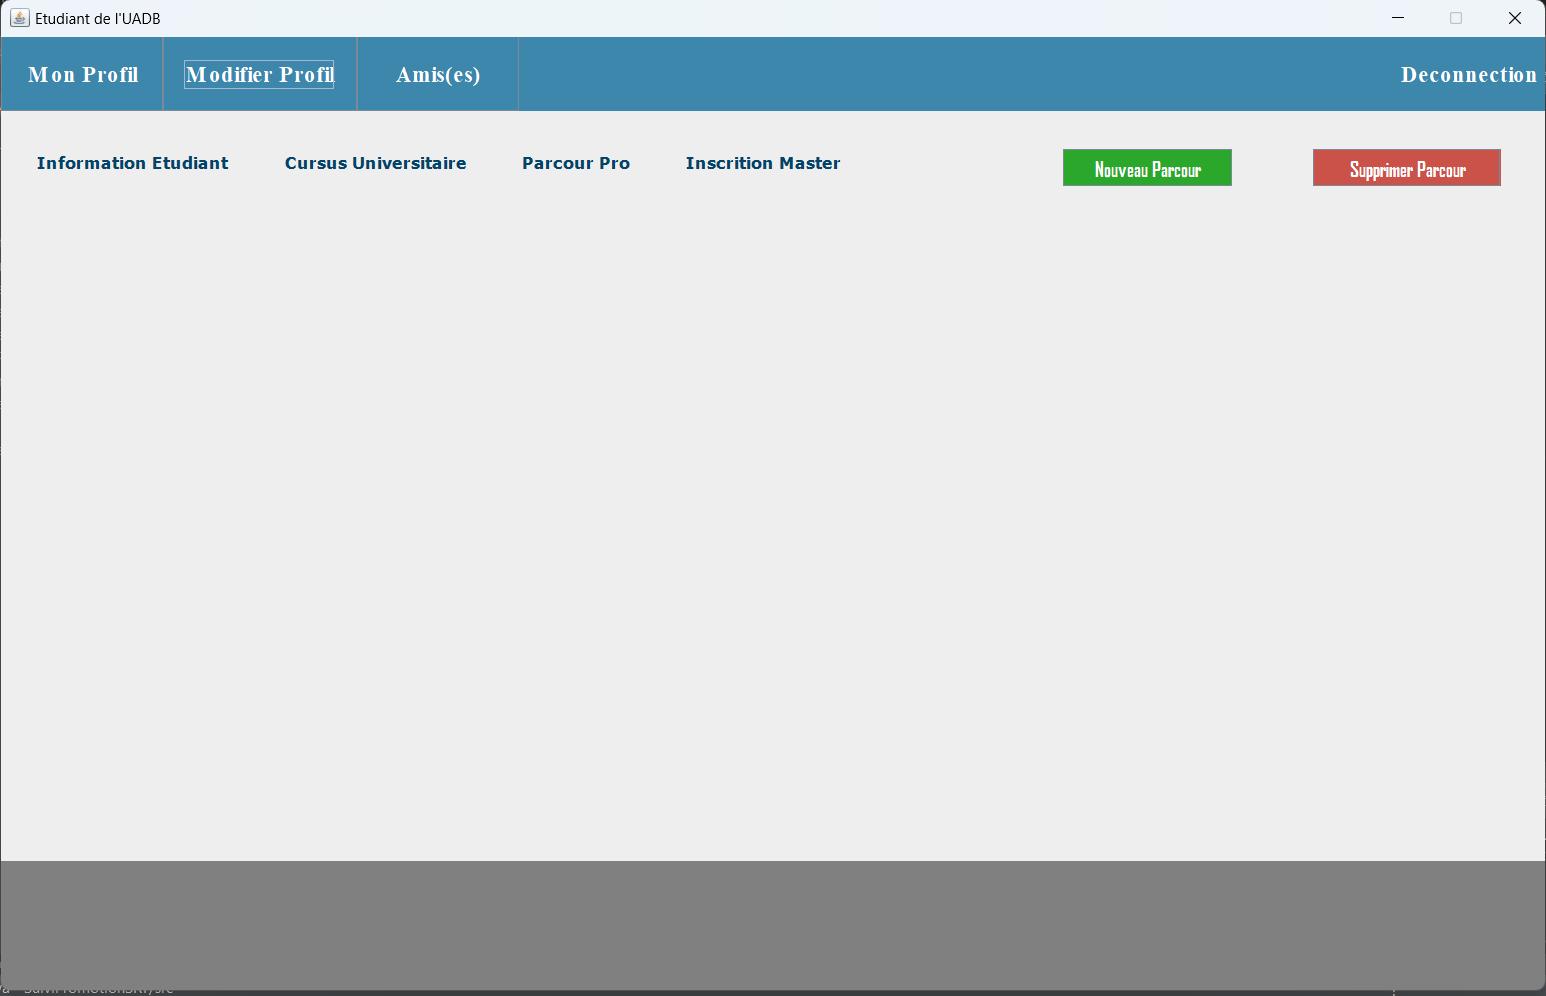 Etudiant de l'UADB
Mon Profil Modifier Profil Amis(es) Deconnection
Information Etudiant Cursus Universitaire Parcour Pro Inscrition Master Nouveau Parcour Supprimer Parcour